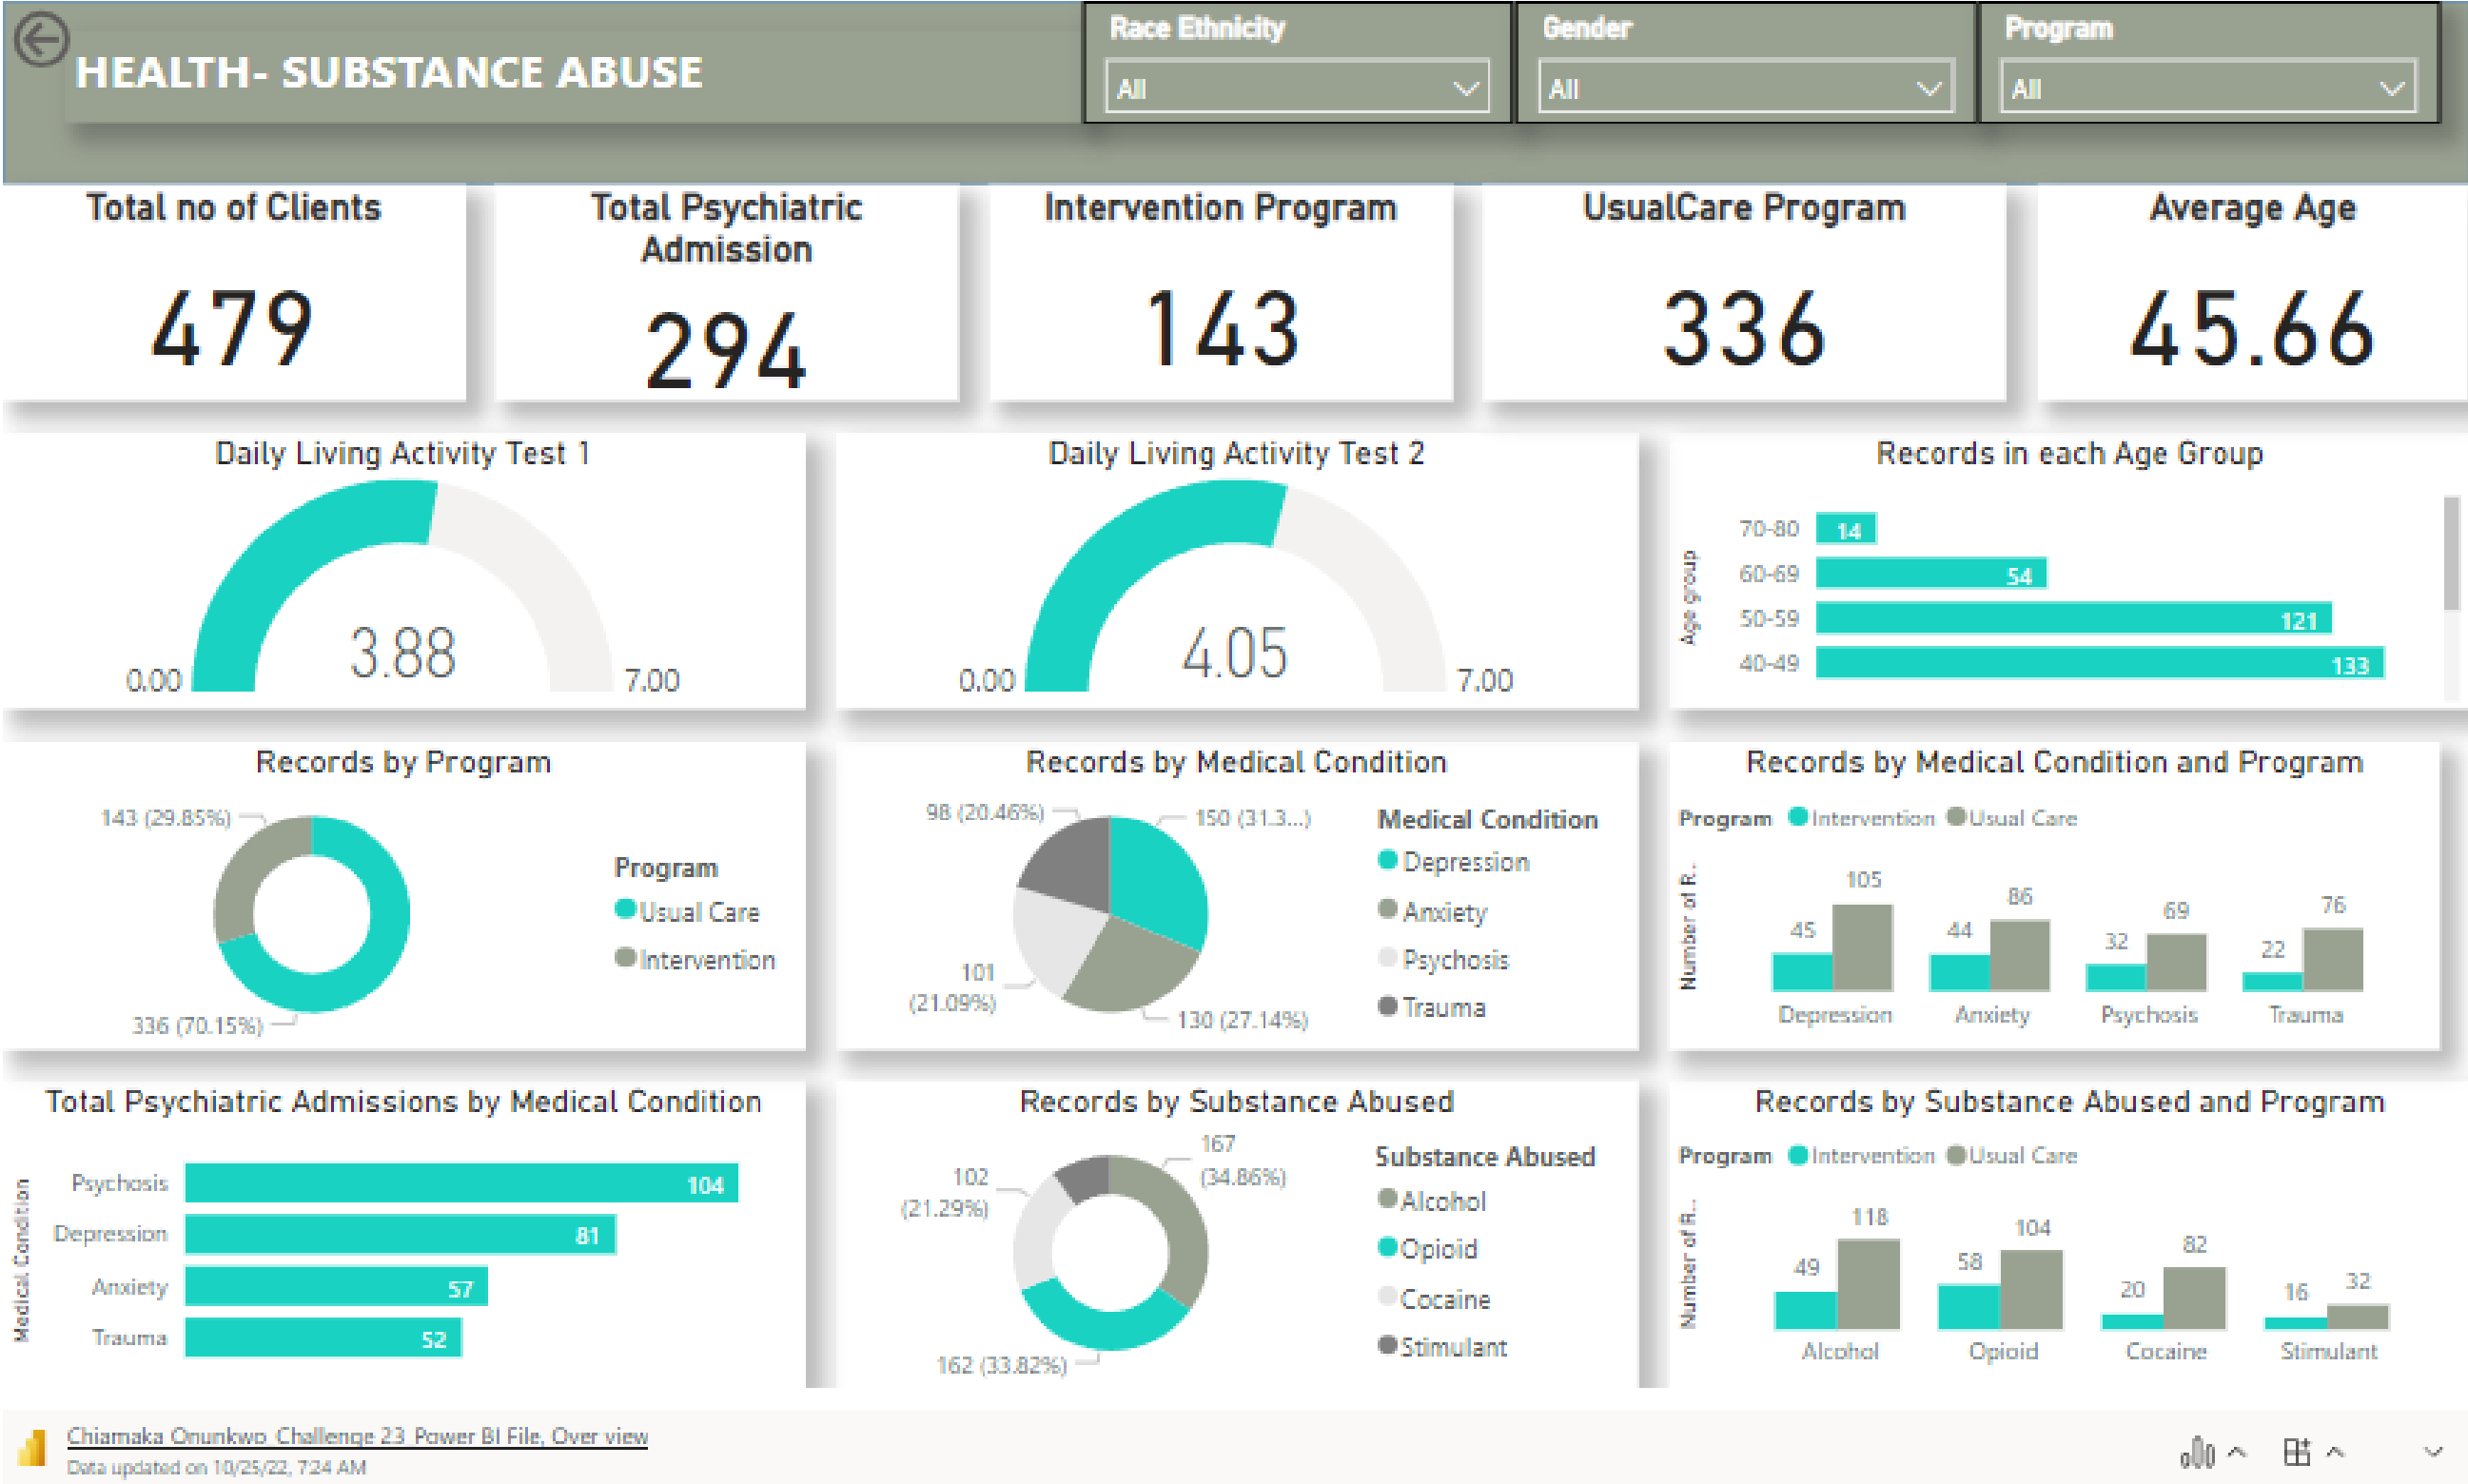 HEALTH- SUBSTANCE ABUSE
Race Ethnicity
All
Gender
All
Program
All
Total no of Clients
479
Total Psychiatric
Admission
294
Intervention Program
143
UsualCare Program
336
Average Age
45.66
Daily Living Activity Test 1
3.88
0.00
7.00
Daily Living Activity Test 2
4.05
0.00
7.00
Records in each Age Group
Age group
70-80
14
60-69
54
50-59
121
40-49
133
Records by Program
143 (29.85%)
336 (70.15%)
Program
Usual Care
Intervention
Records by Medical Condition
98 (20.46%)
150 (31.3...)
101
(21.09%)
130 (27.14%)
Medical Condition
Depression
Anxiety
Psychosis
Trauma
Records by Medical Condition and Program
Program Intervention Usual Care
Number of R...
45
105
44
86
32
69
22
76
Depression
Anxiety
Psychosis
Trauma
Total Psychiatric Admissions by Medical Condition
Medical Condition
Psychosis
104
Depression
81
Anxiety
57
Trauma
52
Records by Substance Abused
167
(34.86%)
102
(21.29%)
162 (33.82%)
Substance Abused
Alcohol
Opioid
Cocaine
Stimulant
Records by Substance Abused and Program
Program Intervention Usual Care
Number of R...
49
118
58
104
20
82
16
32
Alcohol
Opioid
Cocaine
Stimulant
Chiamaka Onunkwo Challenge 23 Power BI File, Over view
Data updated on 10/25/22, 7:24 AM